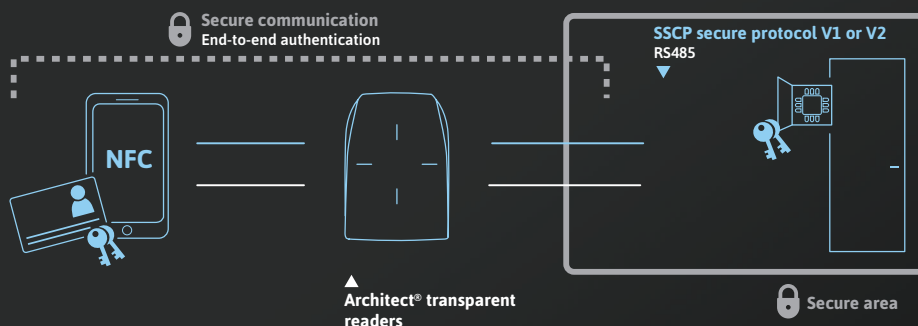 Secure communication
End-to-end authentication
SSCP secure protocol V1 or V2
RS485
NFC
Architect® transparent
readers
Secure area